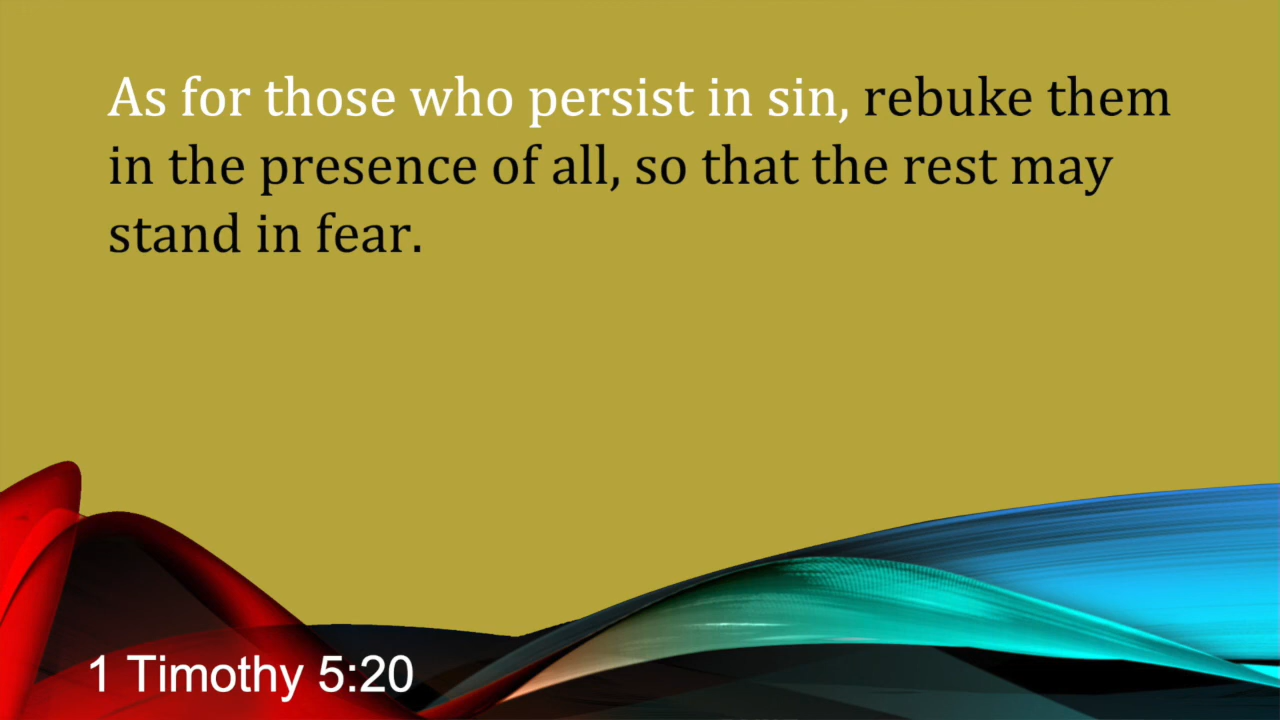 As for those who persist in sin, rebuke them
in the presence of all, so that the rest may
stand in fear.
1 Timothy 5:20